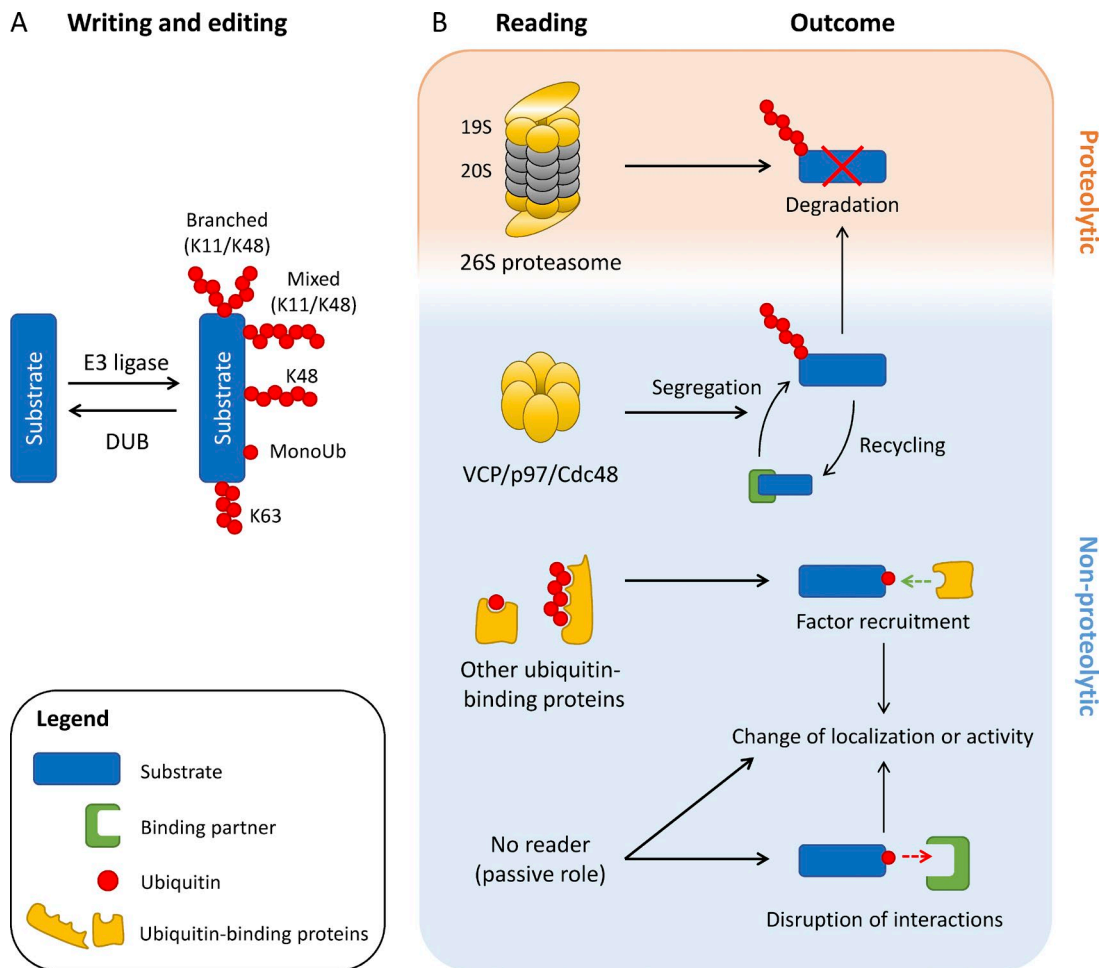 A
Writing and editing
Substrate
E3 ligase
DUB
Branched
(K11/K48)
Mixed
(K11/K48)
Substrate
K48
MonoUb
K63
Legend
Substrate
Binding partner
Ubiquitin
Ubiquitin-binding proteins
B
Reading
Outcome
19S
20S
26S proteasome
Degradation
Proteolytic
VCP/p97/Cdc48
Segregation
Recycling
Other ubiquitin-
binding proteins
Factor recruitment
Change of localization or activity
No reader
(passive role)
Disruption of interactions
Non-proteolytic